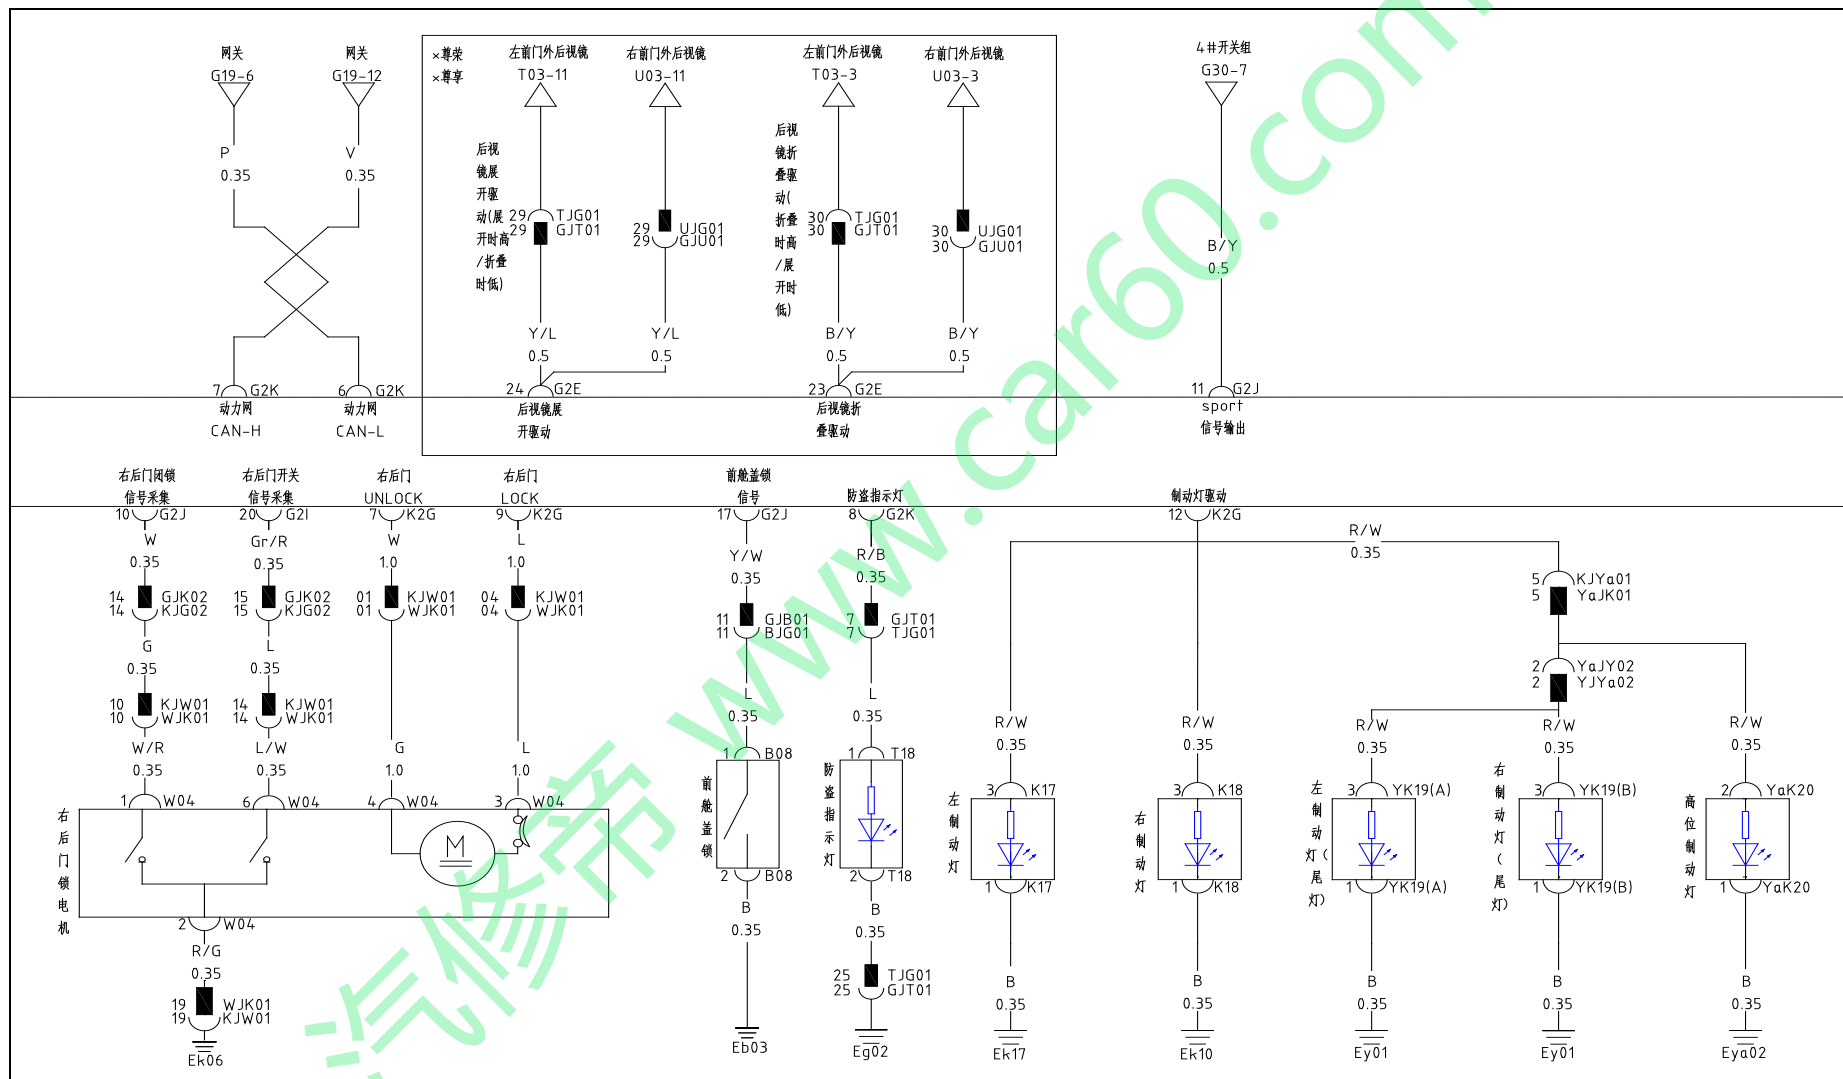 网关
G19-6
网关
G19-12
×尊荣
×尊享
左前门外后视镜
T03-11
右前门外后视镜
U03-11
左前门外后视镜
T03-3
右前门外后视镜
U03-3
4#开关组
G30-7
P
0.35
V
0.35
后视
镜展
开驱
动(展
开时高
/折叠
时低)
29 TJG01
29 GJT01
29 UJG01
29 GJU01
后视
镜折
叠驱
动(
折叠
时高
/展
开时
低)
30 TJG01
30 GJT01
30 UJG01
30 GJU01
B/Y
0.5
Y/L
0.5
Y/L
0.5
B/Y
0.5
B/Y
0.5
7 G2K
动力网
CAN-H
6 G2K
动力网
CAN-L
24 G2E
后视镜展
开驱动
23 G2E
后视镜折
叠驱动
11 G2J
sport
信号输出
右后门闭锁
信号采集
10 G2J
右后门开关
信号采集
20 G2I
右后门
UNLOCK
7 K2G
右后门
LOCK
9 K2G
前舱盖锁
信号
17 G2J
防盗指示灯
8 G2K
制动灯驱动
12 K2G
W
0.35
Gr/R
0.35
W
1.0
L
1.0
Y/W
0.35
R/B
0.35
R/W
0.35
14 GJK02
14 KJG02
15 GJK02
15 KJG02
01 KJW01
01 WJK01
04 KJW01
04 WJK01
11 GJB01
11 BJG01
7 GJT01
7 TJG01
5 KJYa01
5 YaJK01
G
0.35
L
0.35
2 YaJY02
2 YJYa02
10 KJW01
10 WJK01
14 KJW01
14 WJK01
L
0.35
L
0.35
W/R
0.35
L/W
0.35
G
1.0
L
1.0
R/W
0.35
R/W
0.35
R/W
0.35
R/W
0.35
R/W
0.35
1 W04
6 W04
4 W04
3 W04
1 B08
1 T18
3 K17
3 K18
3 YK19(A)
3 YK19(B)
2 YaK20
右后门锁电机
M
前舱盖锁
防盗指示灯
左制动灯
右制动灯
左制动灯(尾灯)
右制动灯(尾灯)
高位制动灯
2 W04
2 B08
2 T18
1 K17
1 K18
1 YK19(A)
1 YK19(B)
1 YaK20
R/G
0.35
B
0.35
B
0.35
B
0.35
B
0.35
B
0.35
B
0.35
B
0.35
19 WJK01
19 KJW01
25 TJG01
25 GJT01
Ek06
Eb03
Eg02
Ek17
Ek10
Ey01
Ey01
Eya02
汽修帝 www.car60.com